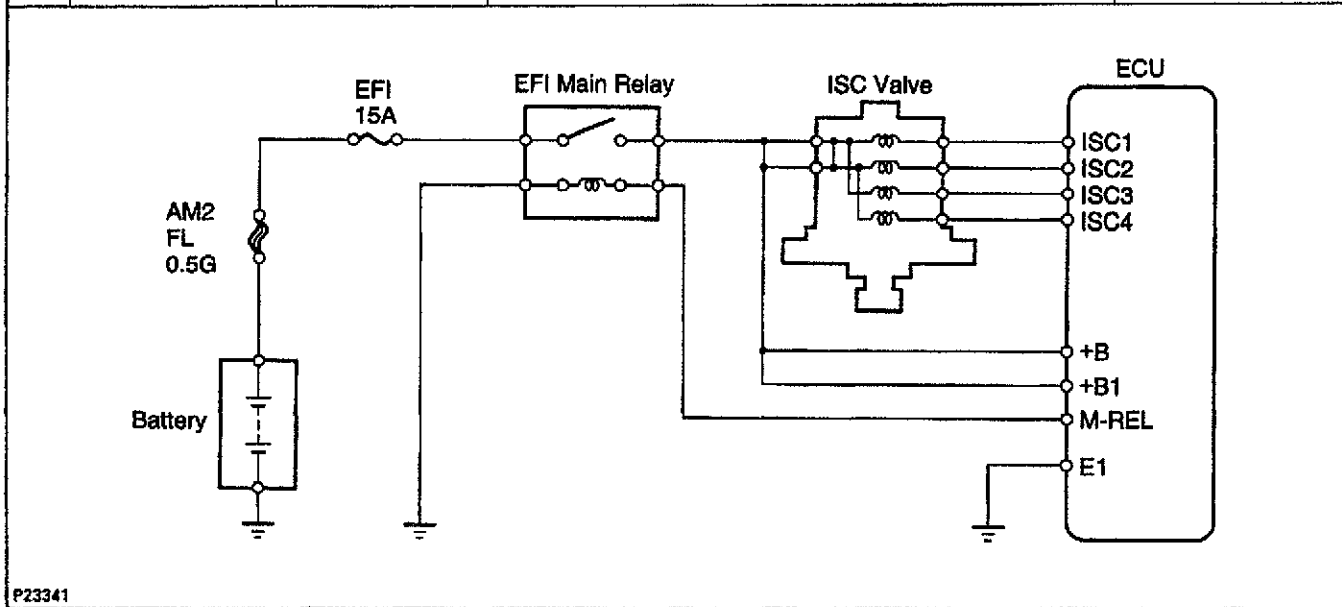 ECU
EFI Main Relay
ISC Valve
EFI
15A
ISC1
ISC2
ISC3
ISC4
AM2
FL
0.5G
+B
+B1
Battery
M-REL
E1
P23341